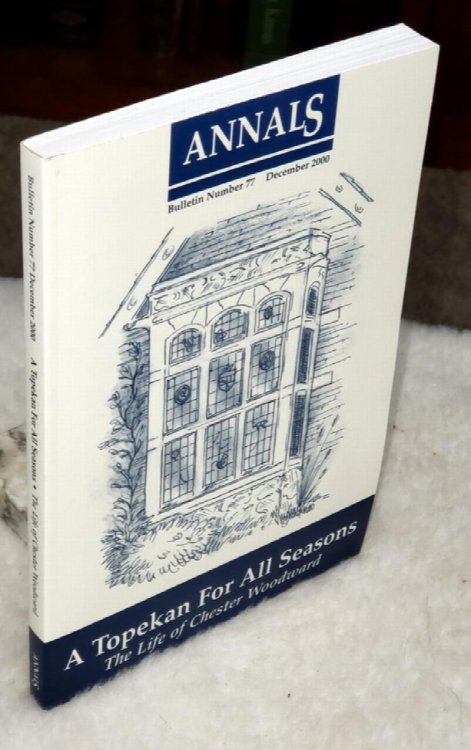 ANNALS
Bulletin Number 77 December 2000
A Topekan For All Seasons
The Life of Chester Woodward
Bulletin Number 77 December 2000 A Topekan For All Seasons • The Life of Chester Woodward ANNALS